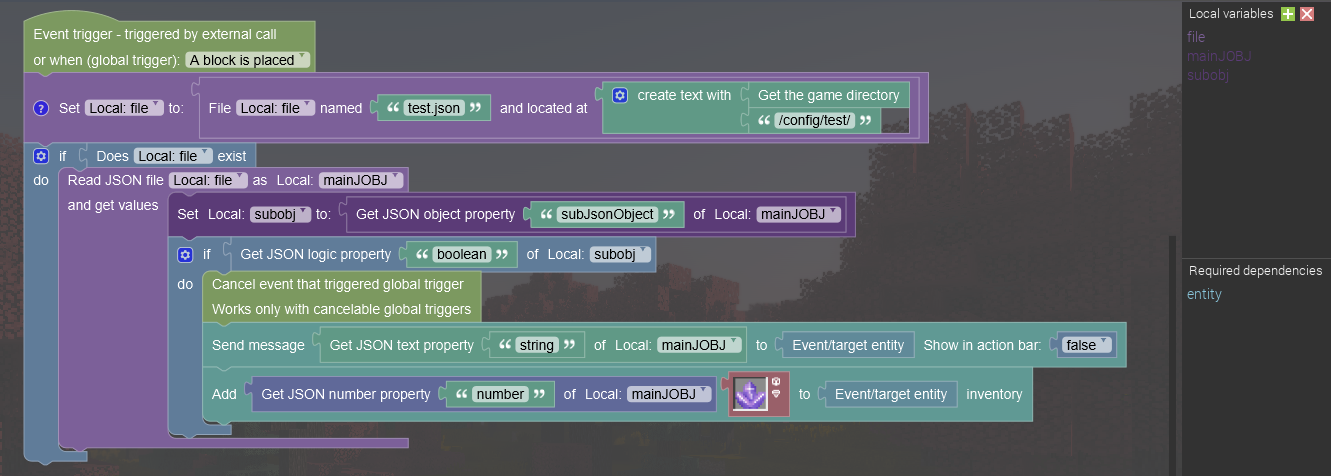 Event trigger - triggered by external call
or when (global trigger): A block is placed
? Set Local: file to: File Local: file named “ test.json ” and located at create text with Get the game directory
“ /config/test/ ”
if Does Local: file exist
do Read JSON file Local: file as Local: mainJOBJ
and get values
Set Local: subobj to: Get JSON object property “ subJsonObject ” of Local: mainJOBJ
if Get JSON logic property “ boolean ” of Local: subobj
do Cancel event that triggered global trigger
Works only with cancelable global triggers
Send message Get JSON text property “ string ” of Local: mainJOBJ to Event/target entity Show in action bar: false
Add Get JSON number property “ number ” of Local: mainJOBJ to Event/target entity inventory
Local variables
file
mainJOBJ
subobj
Required dependencies
entity